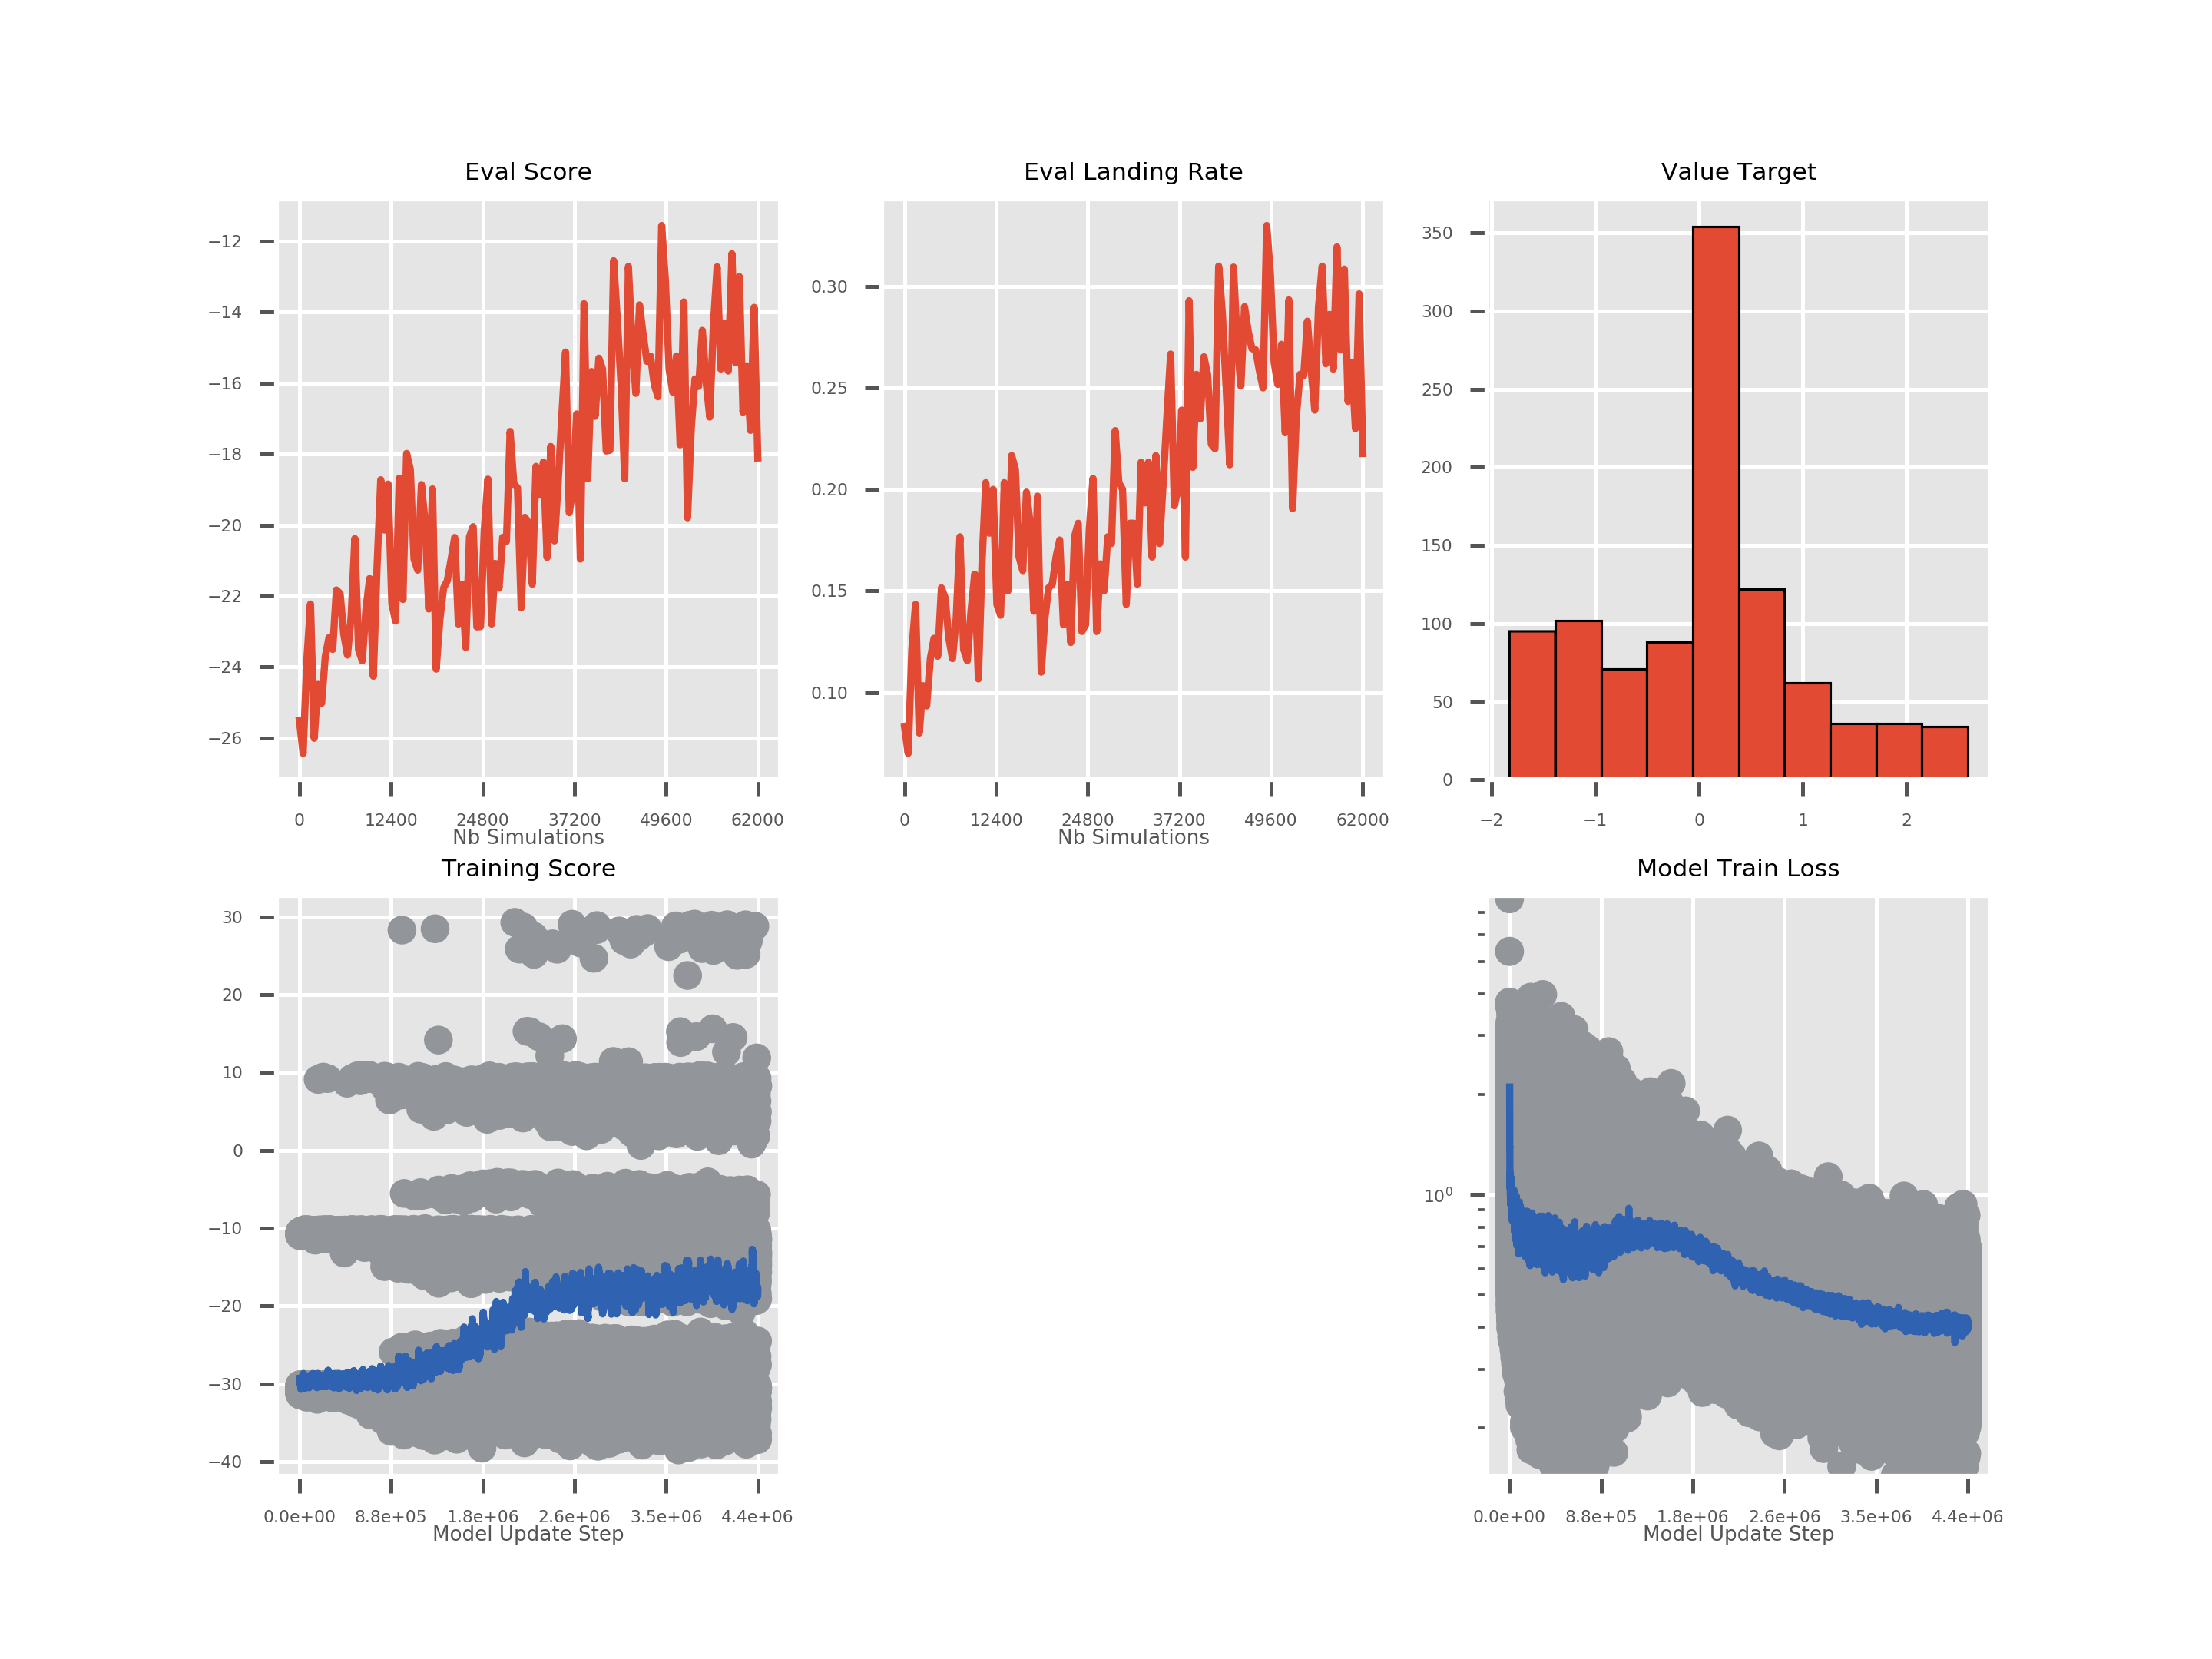 Eval Score
−12
−14
−16
−18
−20
−22
−24
−26
0 12400 24800 37200 49600 62000
Nb Simulations
Eval Landing Rate
0.30
0.25
0.20
0.15
0.10
0 12400 24800 37200 49600 62000
Nb Simulations
Value Target
350
300
250
200
150
100
50
0
−2 −1 0 1 2
Training Score
30
20
10
0
−10
−20
−30
−40
0.0e+00 8.8e+05 1.8e+06 2.6e+06 3.5e+06 4.4e+06
Model Update Step
Model Train Loss
10⁰
0.0e+00 8.8e+05 1.8e+06 2.6e+06 3.5e+06 4.4e+06
Model Update Step